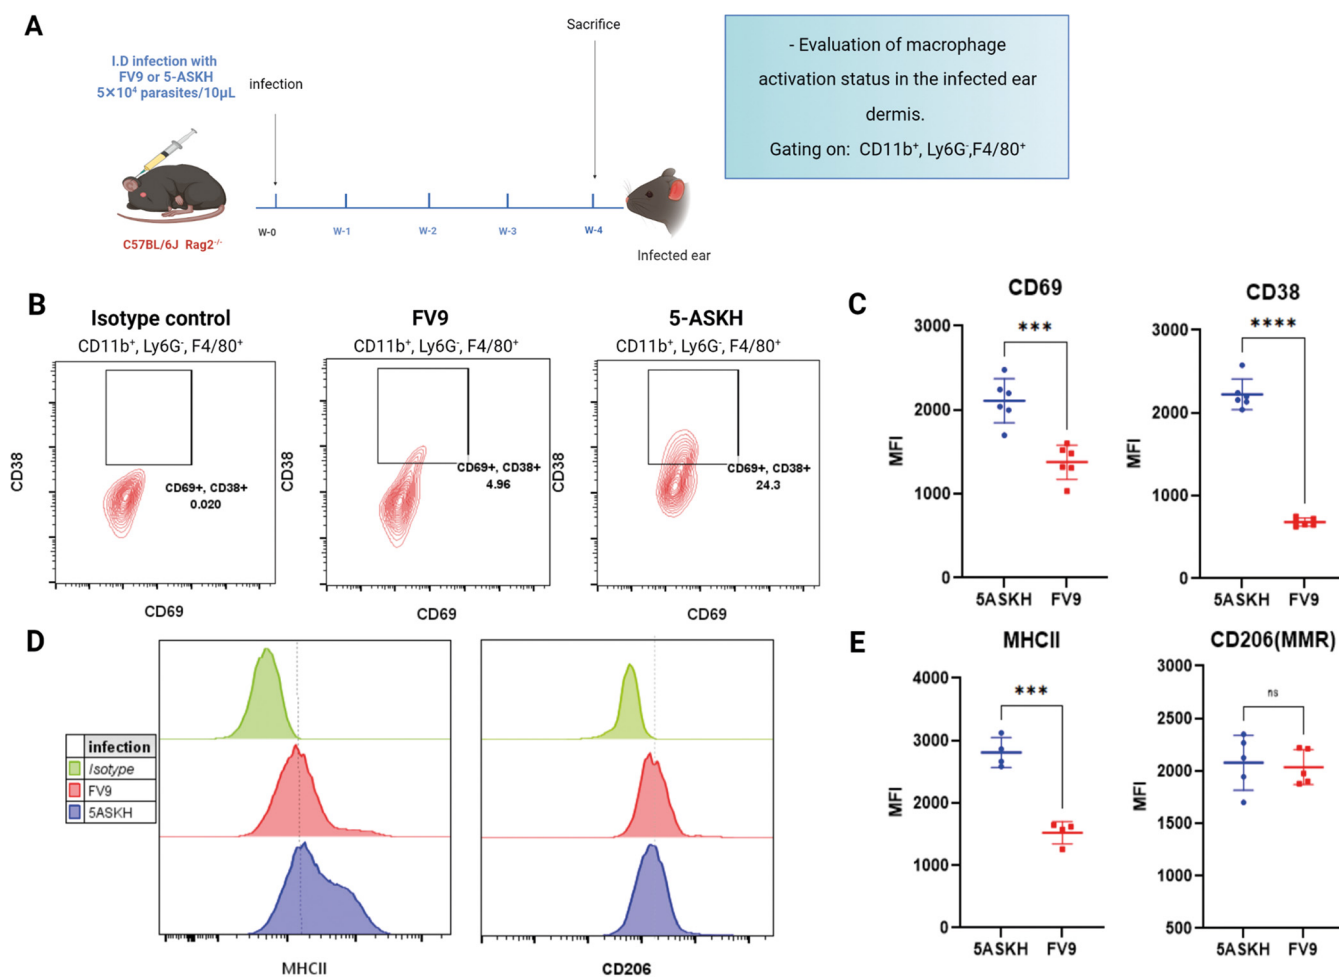 A
I.D infection with
FV9 or 5-ASKH
5×10⁴ parasites/10µL
infection
Sacrifice
C57BL/6J Rag2⁻/⁻
W-0
W-1
W-2
W-3
W-4
Infected ear
- Evaluation of macrophage
activation status in the infected ear
dermis.
Gating on: CD11b⁺, Ly6G⁻,F4/80⁺
B
Isotype control
CD11b⁺, Ly6G⁻, F4/80⁺
CD38
CD69+, CD38+
0.020
CD69
FV9
CD11b⁺, Ly6G⁻, F4/80⁺
CD38
CD69+, CD38+
4.96
CD69
5-ASKH
CD11b⁺, Ly6G⁻, F4/80⁺
CD69+, CD38+
24.3
CD69
C
CD69
***
MFI
3000
2000
1000
0
5ASKH
FV9
CD38
****
MFI
3000
2000
1000
0
5ASKH
FV9
D
infection
Isotype
FV9
5ASKH
MHCII
CD206
E
MHCII
***
MFI
4000
3000
2000
1000
0
5ASKH
FV9
CD206(MMR)
ns
MFI
3000
2500
2000
1500
1000
500
5ASKH
FV9